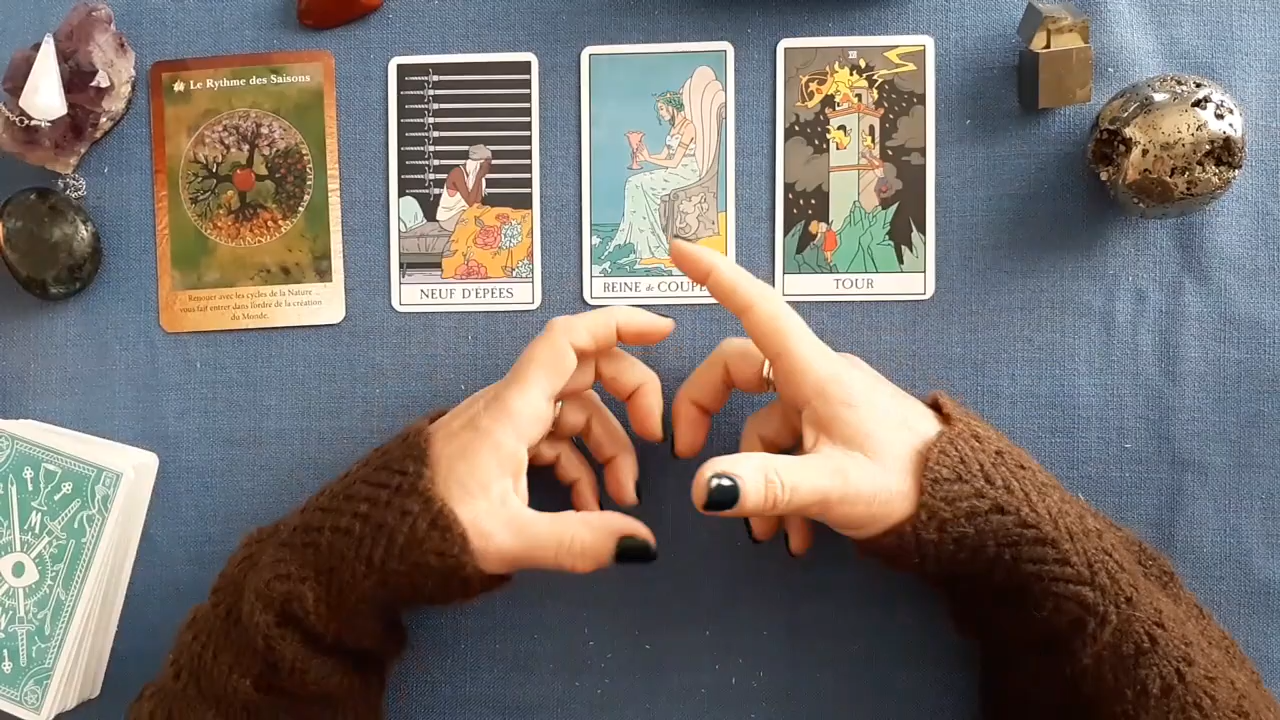 Le Rythme des Saisons
Renouer avec les cycles de la Nature ...
vous fait entrer dans l'ordre de la création
du Monde.
NEUF D'ÉPÉES
REINE de COUPE
TOUR